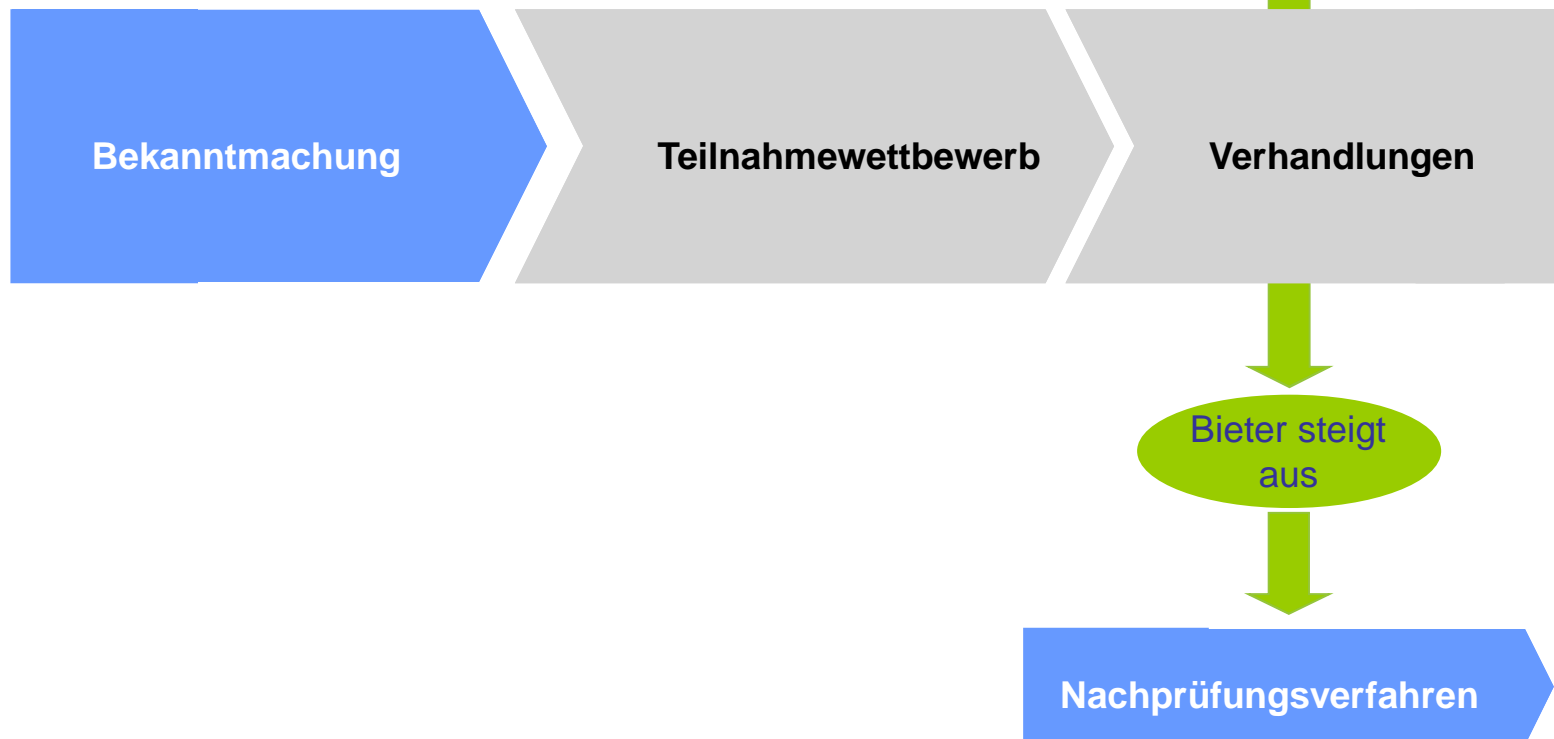 Bekanntmachung
Teilnahmewettbewerb
Verhandlungen
Bieter steigt
aus
Nachprüfungsverfahren